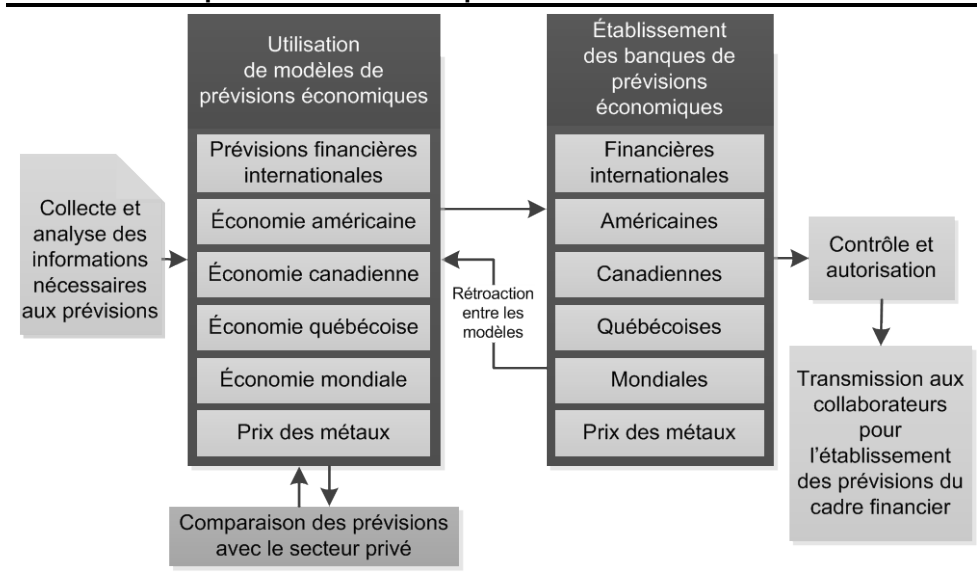 Collecte et
analyse des
informations
nécessaires
aux prévisions
Utilisation
de modèles de
prévisions économiques
Prévisions financières
internationales
Économie américaine
Économie canadienne
Économie québécoise
Économie mondiale
Prix des métaux
Comparaison des prévisions
avec le secteur privé
Rétroaction
entre les
modèles
Établissement
des banques de
prévisions
économiques
Financières
internationales
Américaines
Canadiennes
Québécoises
Mondiales
Prix des métaux
Contrôle et
autorisation
Transmission aux
collaborateurs
pour
l'établissement
des prévisions du
cadre financier